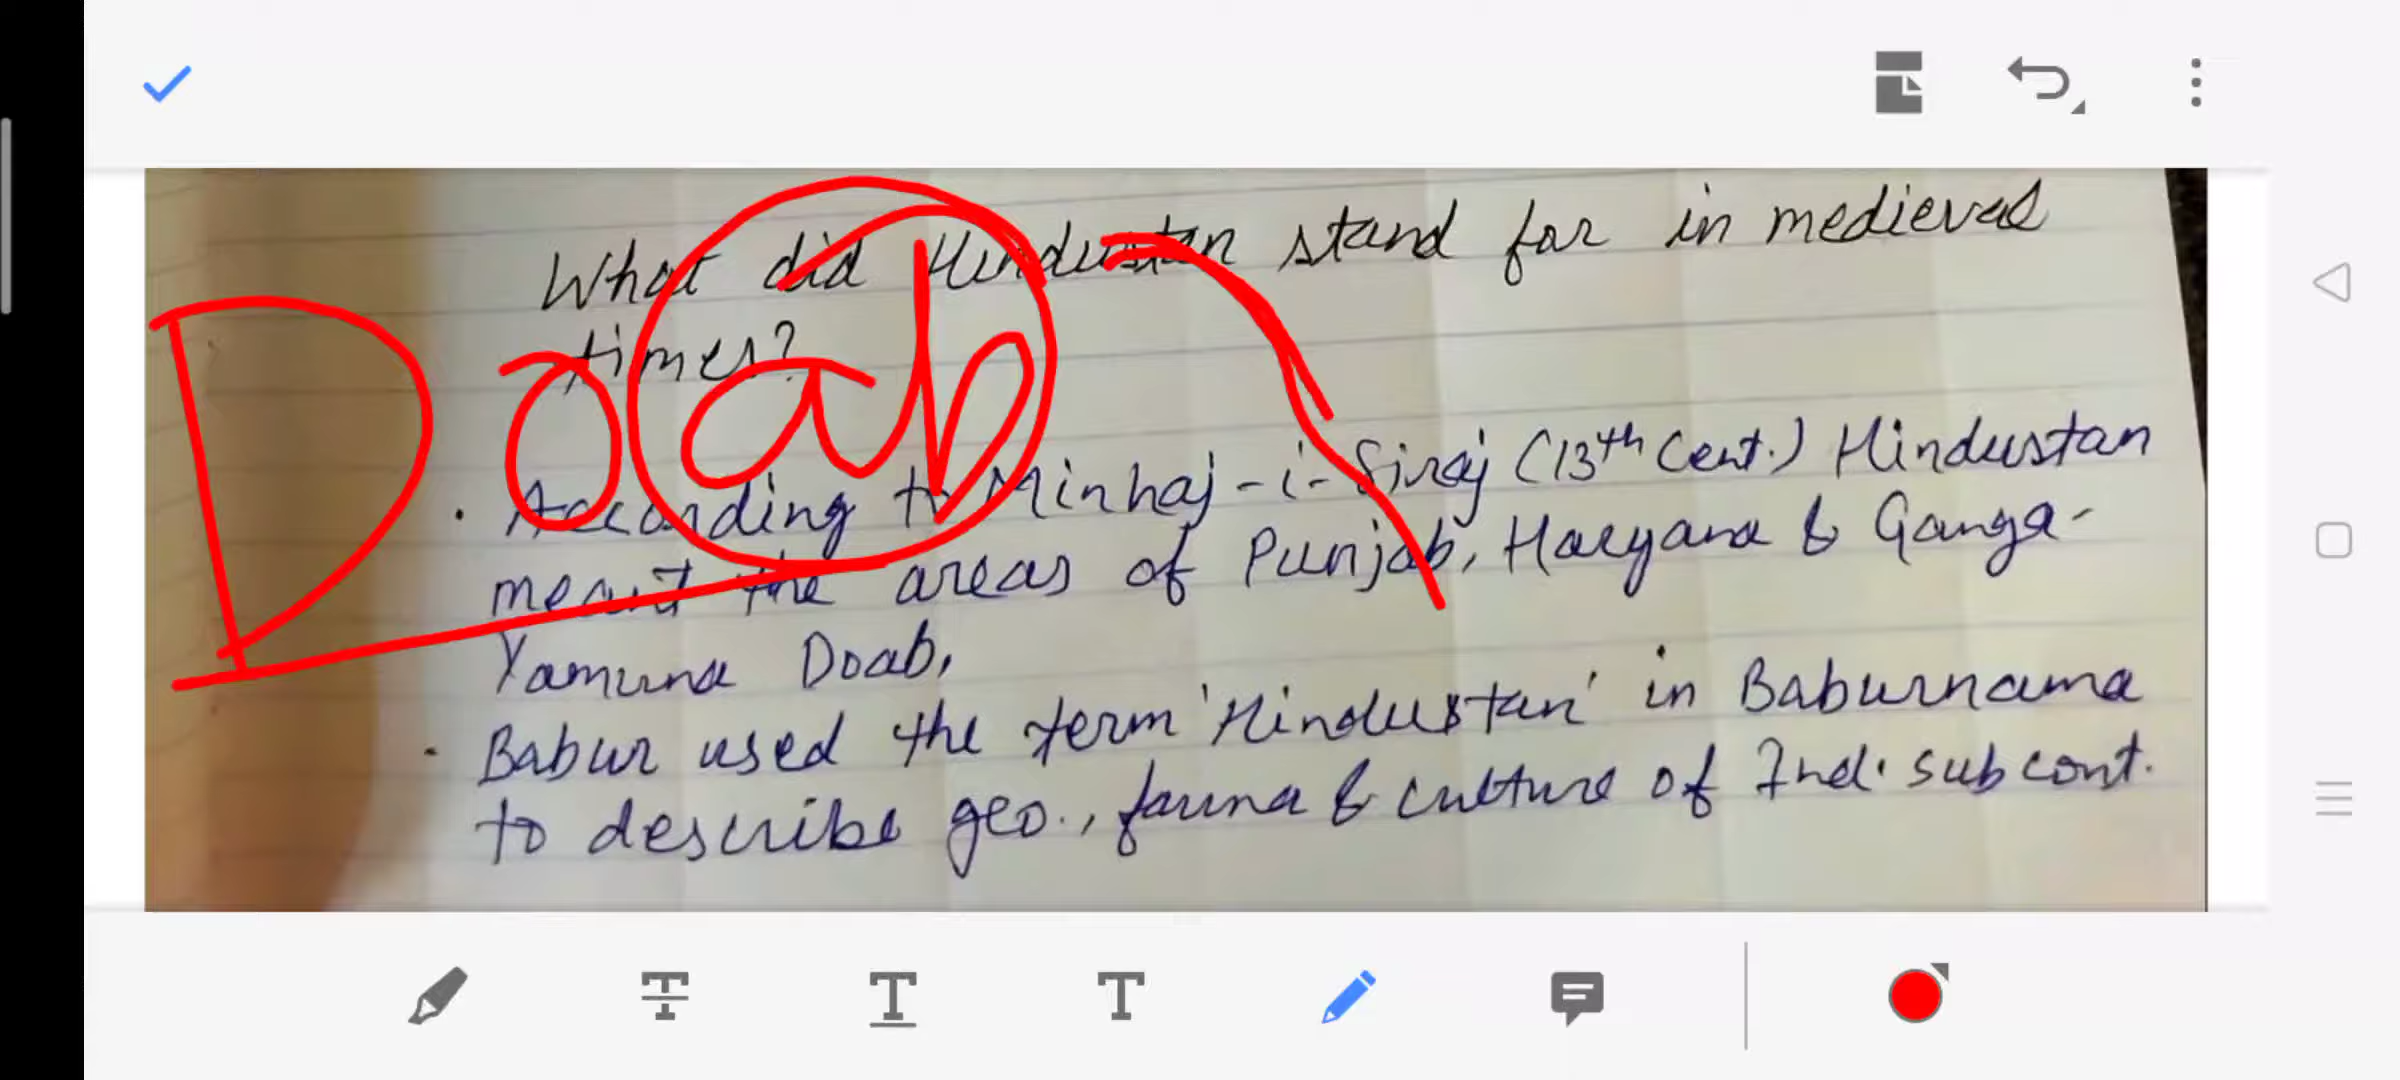 What did Hindustan stand for in medieval
times?
Doab
. According to Minhaj-i-Siraj (13th Cent.) Hindustan
meant the areas of Punjab, Haryana & Ganga-
Yamuna Doab.
. Babur used the term 'Hindustan' in Baburnama
to describe geo., fauna & culture of Ind. subcont.